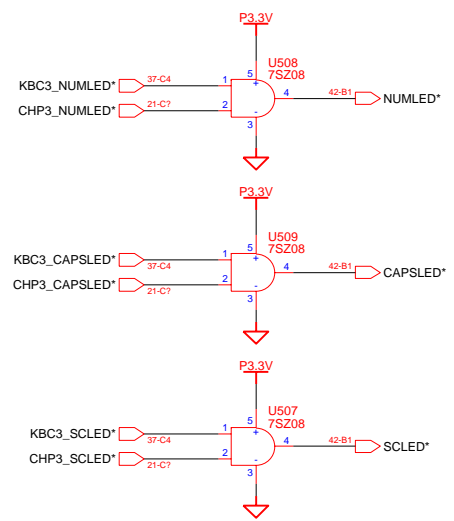 P3.3V
U508
7SZ08
KBC3_NUMLED* 37-C4 1 5 +
4 42-B1 NUMLED*
CHP3_NUMLED* 21-C? 2 -
3
P3.3V
U509
7SZ08
KBC3_CAPSLED* 37-C4 1 5 +
4 42-B1 CAPSLED*
CHP3_CAPSLED* 21-C? 2 -
3
P3.3V
U507
7SZ08
KBC3_SCLED* 37-C4 1 5 +
4 42-B1 SCLED*
CHP3_SCLED* 21-C? 2 -
3